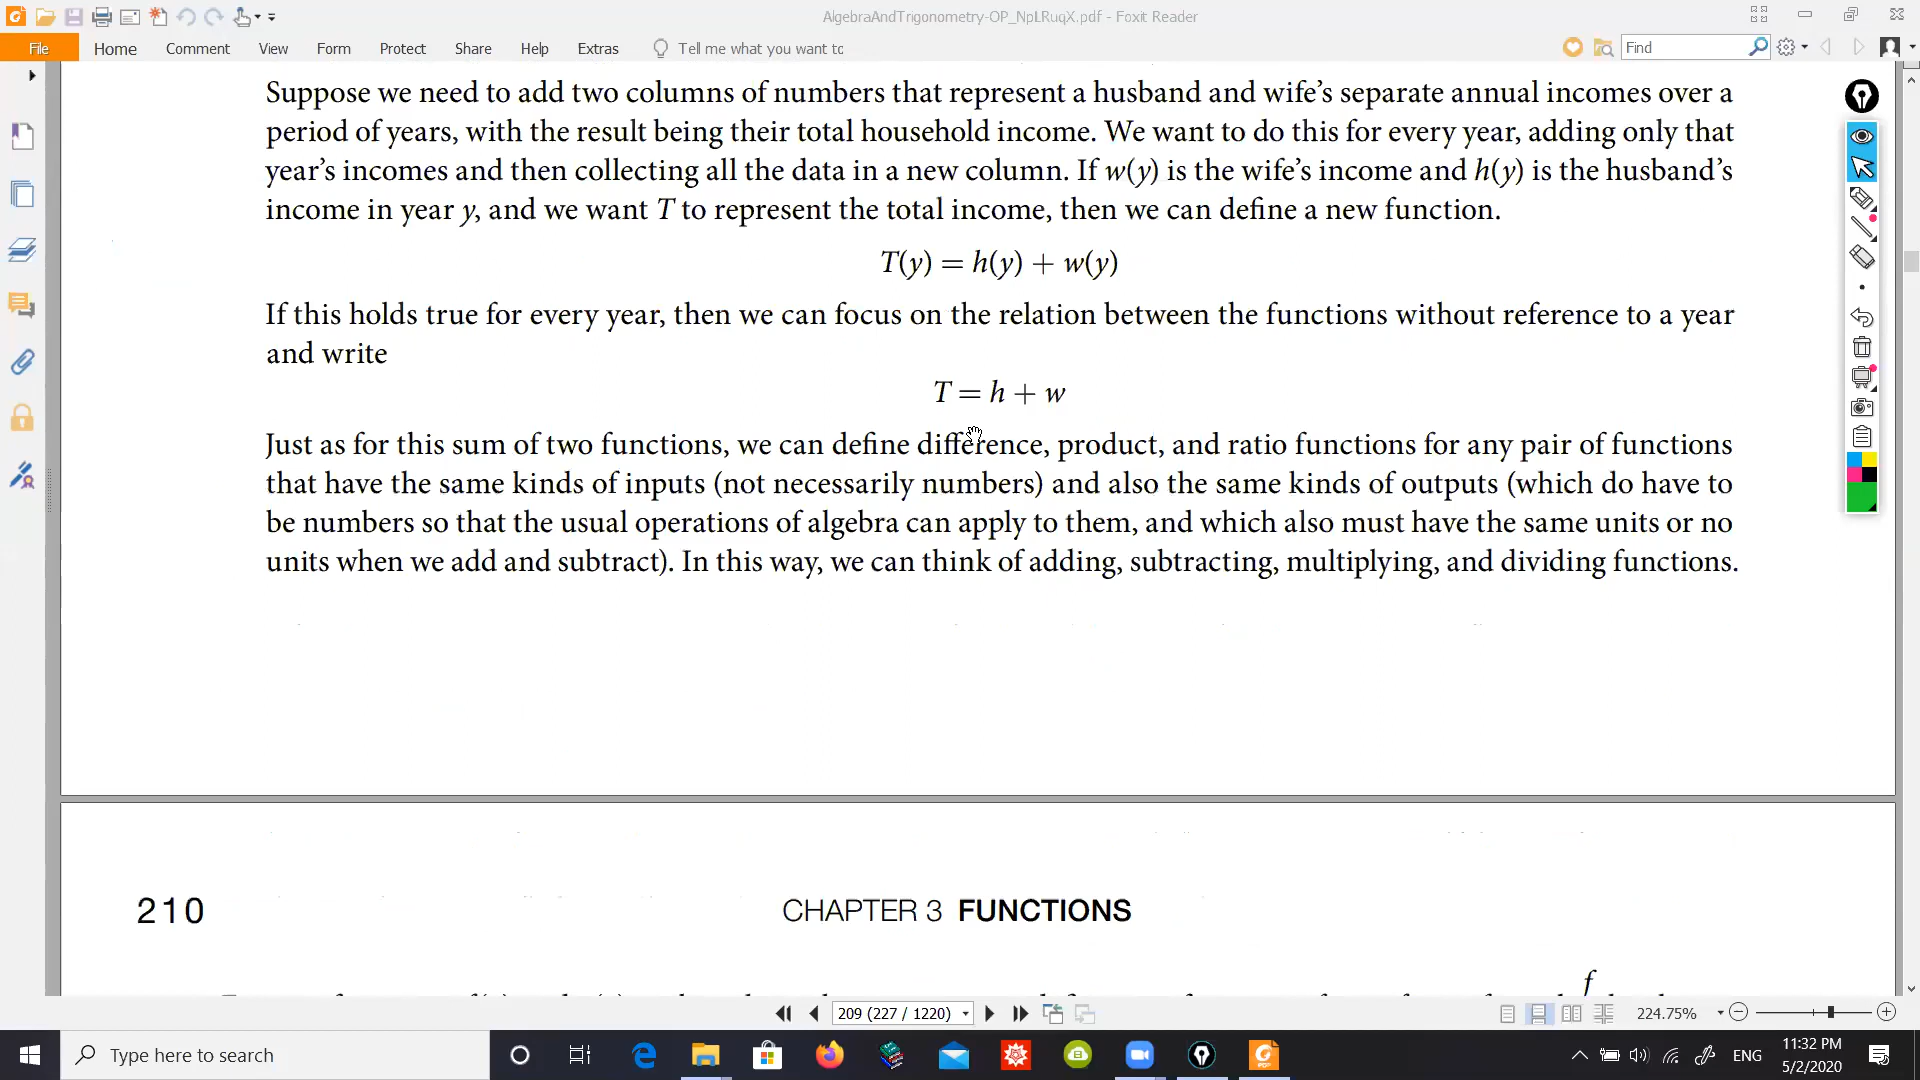 AlgebraAndTrigonometry-OP_NpLRuqX.pdf - Foxit Reader
File Home Comment View Form Protect Share Help Extras Tell me what you want to Find
Suppose we need to add two columns of numbers that represent a husband and wife’s separate annual incomes over a
period of years, with the result being their total household income. We want to do this for every year, adding only that
year’s incomes and then collecting all the data in a new column. If w(y) is the wife’s income and h(y) is the husband’s
income in year y, and we want T to represent the total income, then we can define a new function.
T(y) = h(y) + w(y)
If this holds true for every year, then we can focus on the relation between the functions without reference to a year
and write
T = h + w
Just as for this sum of two functions, we can define difference, product, and ratio functions for any pair of functions
that have the same kinds of inputs (not necessarily numbers) and also the same kinds of outputs (which do have to
be numbers so that the usual operations of algebra can apply to them, and which also must have the same units or no
units when we add and subtract). In this way, we can think of adding, subtracting, multiplying, and dividing functions.
210 CHAPTER 3 FUNCTIONS
f
209 (227 / 1220) 224.75%
Type here to search ENG 11:32 PM
5/2/2020